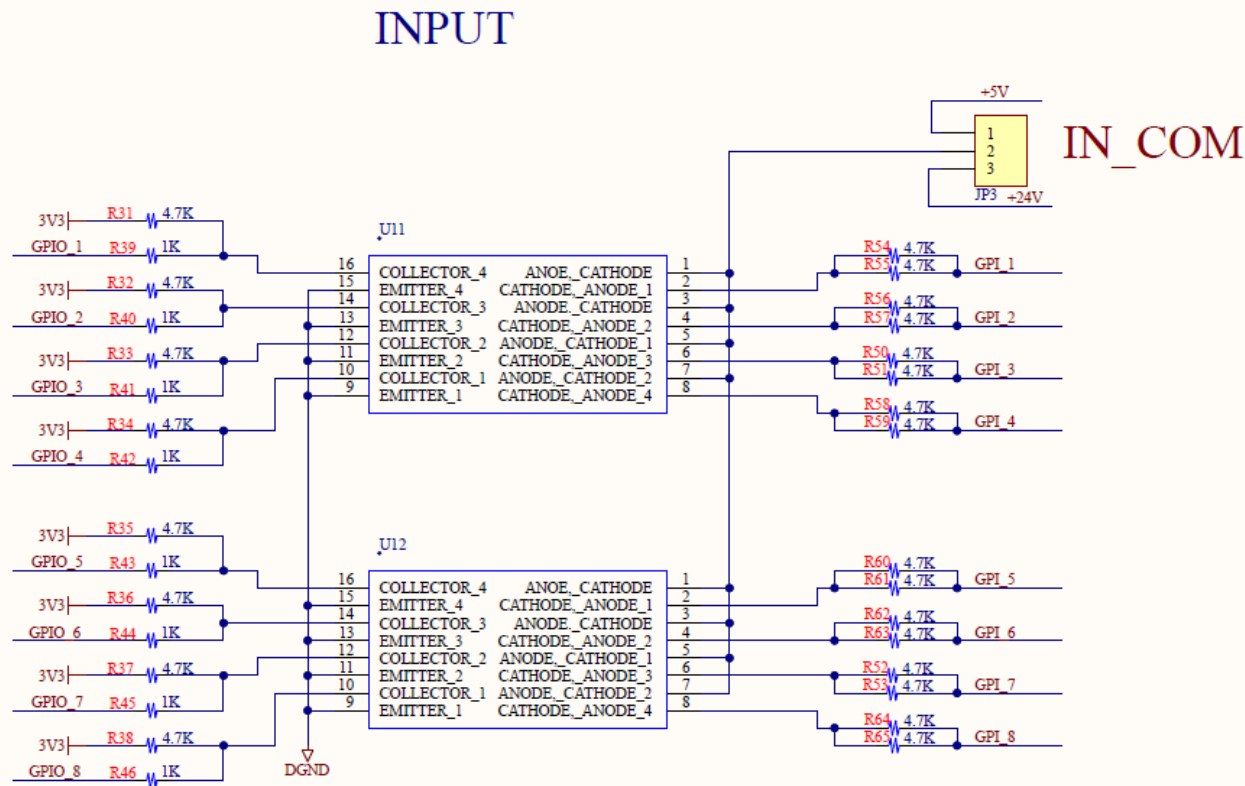 INPUT
+5V
1
2
3
IN_COM
JP3 +24V
3V3 R31 4.7K
GPIO_1 R39 1K
3V3 R32 4.7K
GPIO_2 R40 1K
3V3 R33 4.7K
GPIO_3 R41 1K
3V3 R34 4.7K
GPIO_4 R42 1K
U11
16 COLLECTOR_4 ANOE,_CATHODE 1
15 EMITTER_4 CATHODE,_ANODE_1 2
14 COLLECTOR_3 ANODE._CATHODE 3
13 EMITTER_3 CATHODE,_ANODE_2 4
12 COLLECTOR_2 ANODE,_CATHODE_1 5
11 EMITTER_2 CATHODE,_ANODE_3 6
10 COLLECTOR_1 ANODE,_CATHODE_2 7
9 EMITTER_1 CATHODE,_ANODE_4 8
R54 4.7K
R55 4.7K GPI_1
R56 4.7K
R57 4.7K GPI_2
R50 4.7K
R51 4.7K GPI_3
R58 4.7K
R59 4.7K GPI_4
3V3 R35 4.7K
GPIO_5 R43 1K
3V3 R36 4.7K
GPIO_6 R44 1K
3V3 R37 4.7K
GPIO_7 R45 1K
3V3 R38 4.7K
GPIO_8 R46 1K
U12
16 COLLECTOR_4 ANOE,_CATHODE 1
15 EMITTER_4 CATHODE,_ANODE_1 2
14 COLLECTOR_3 ANODE._CATHODE 3
13 EMITTER_3 CATHODE,_ANODE_2 4
12 COLLECTOR_2 ANODE,_CATHODE_1 5
11 EMITTER_2 CATHODE,_ANODE_3 6
10 COLLECTOR_1 ANODE,_CATHODE_2 7
9 EMITTER_1 CATHODE,_ANODE_4 8
DGND
R60 4.7K
R61 4.7K GPI_5
R62 4.7K
R63 4.7K GPI_6
R52 4.7K
R53 4.7K GPI_7
R64 4.7K
R65 4.7K GPI_8